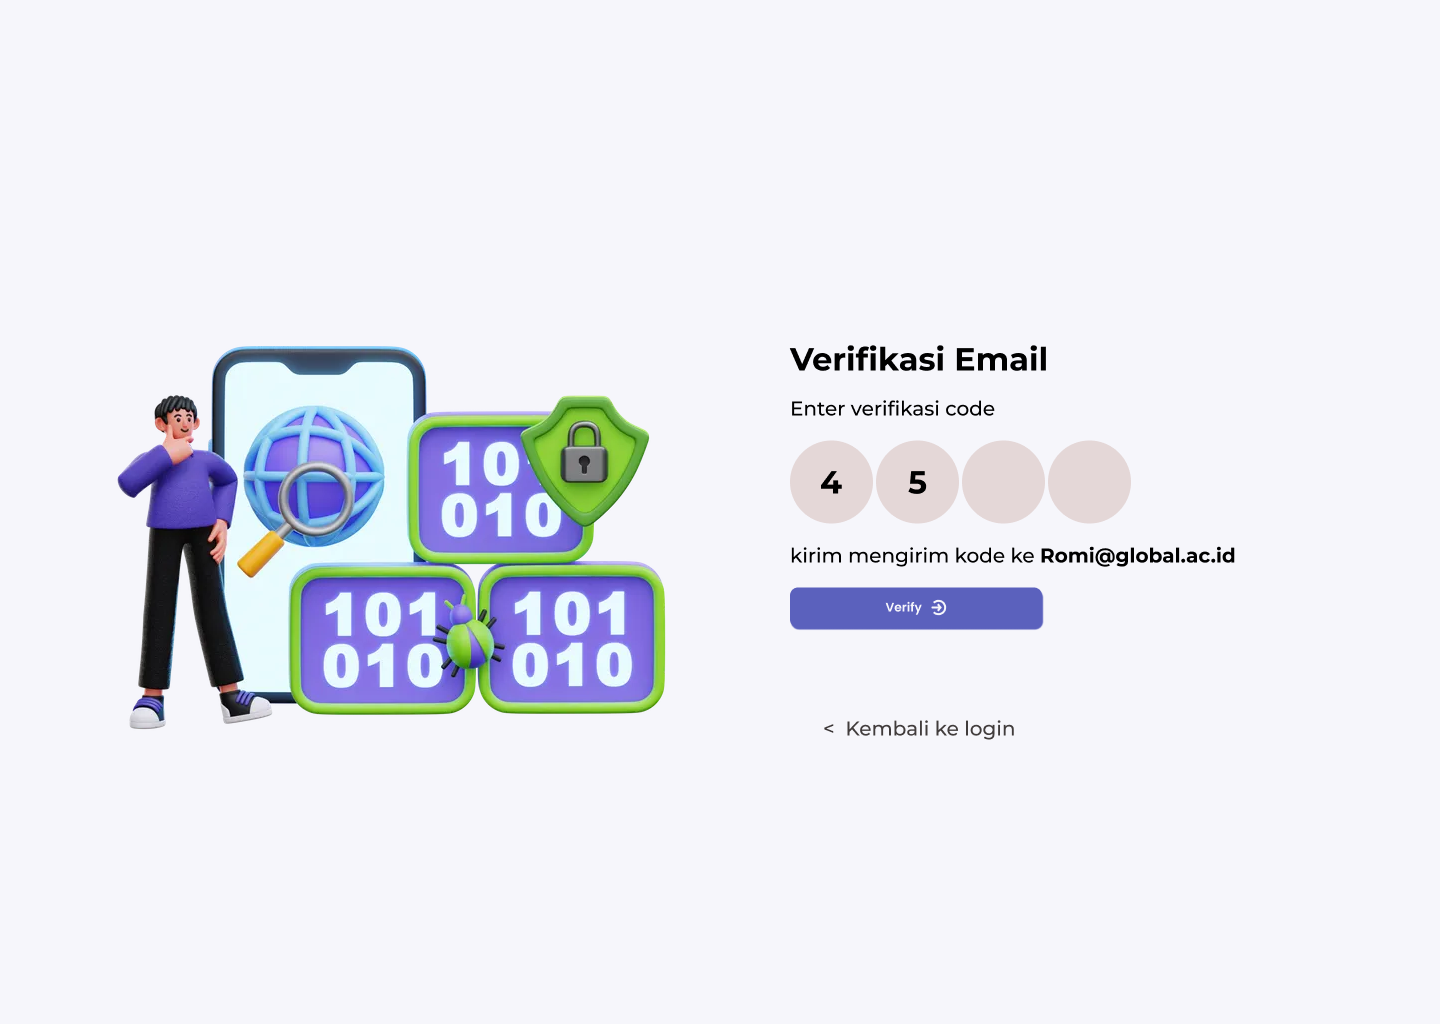 Verifikasi Email
Enter verifikasi code
4 5
kirim mengirim kode ke Romi@global.ac.id
Verify
< Kembali ke login
10
010
101
010
101
010